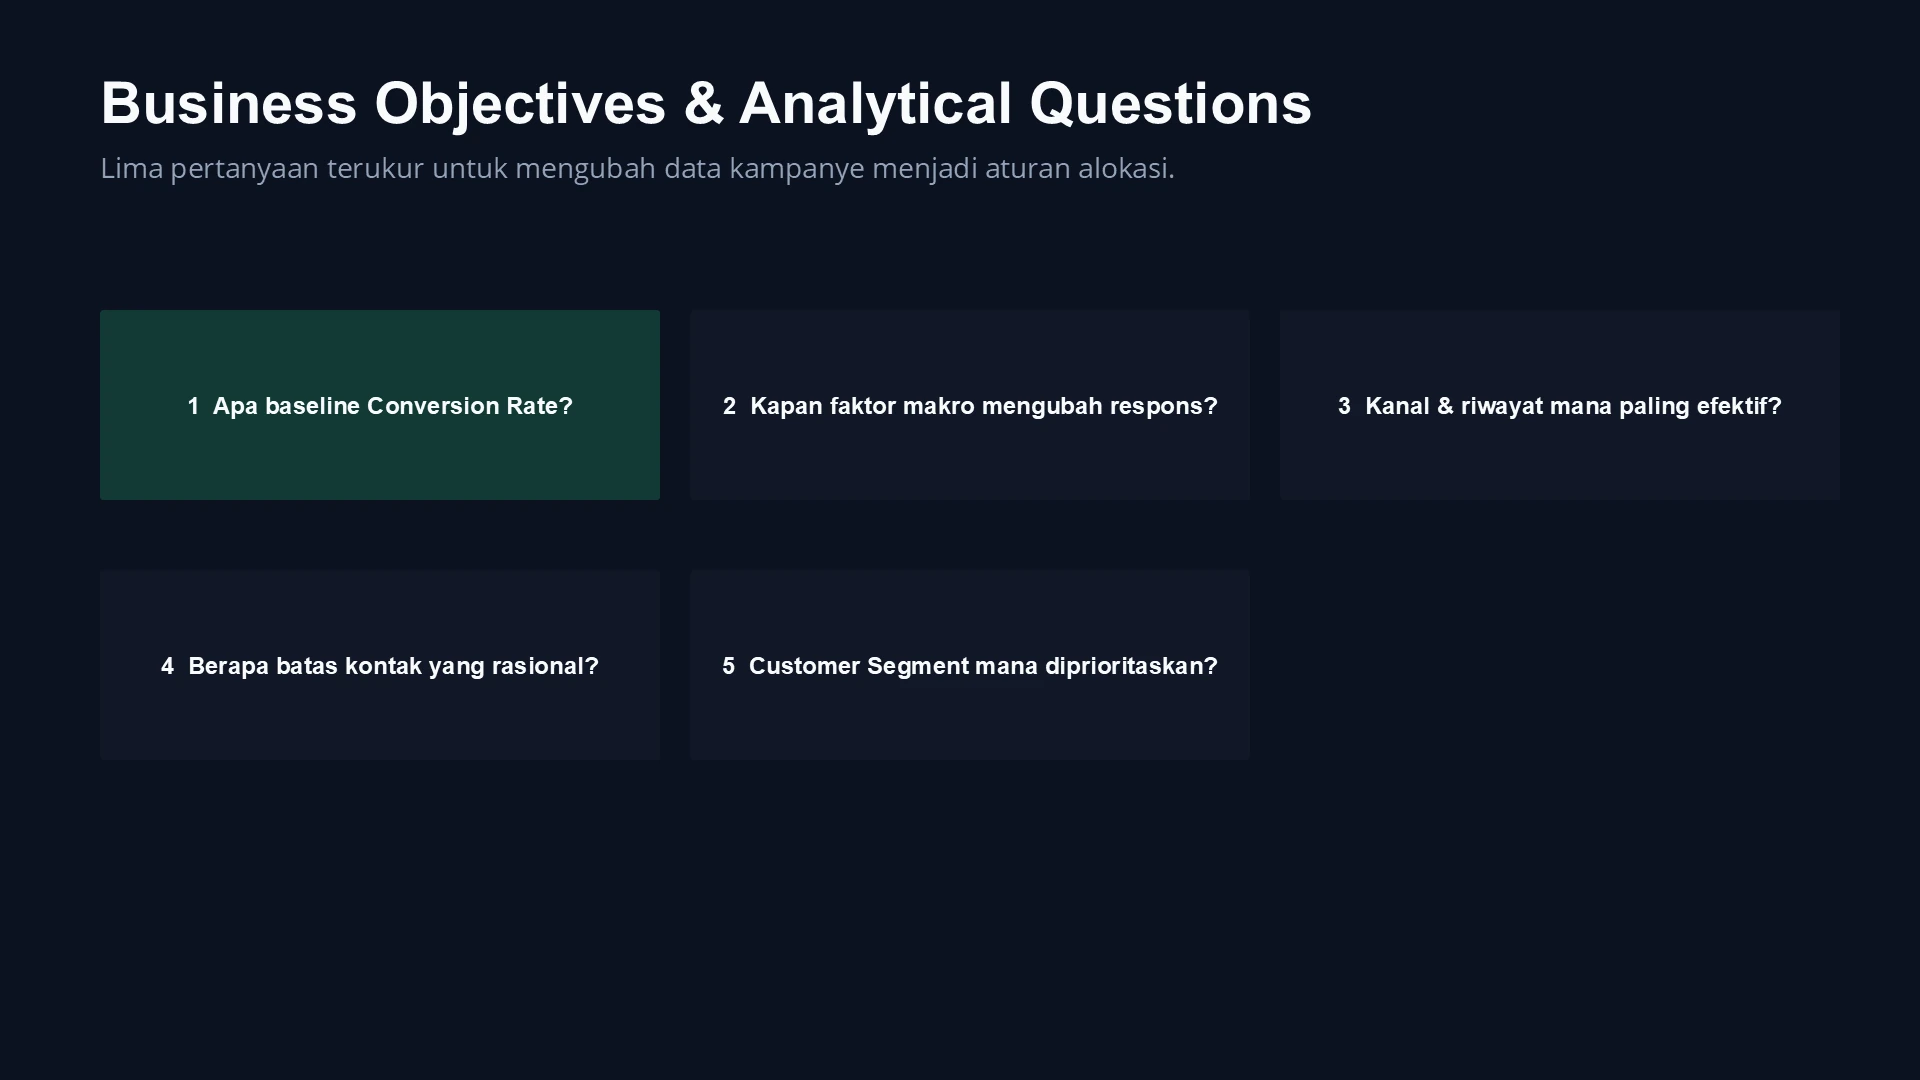 Business Objectives & Analytical Questions
Lima pertanyaan terukur untuk mengubah data kampanye menjadi aturan alokasi.
1 Apa baseline Conversion Rate?
2 Kapan faktor makro mengubah respons?
3 Kanal & riwayat mana paling efektif?
4 Berapa batas kontak yang rasional?
5 Customer Segment mana diprioritaskan?